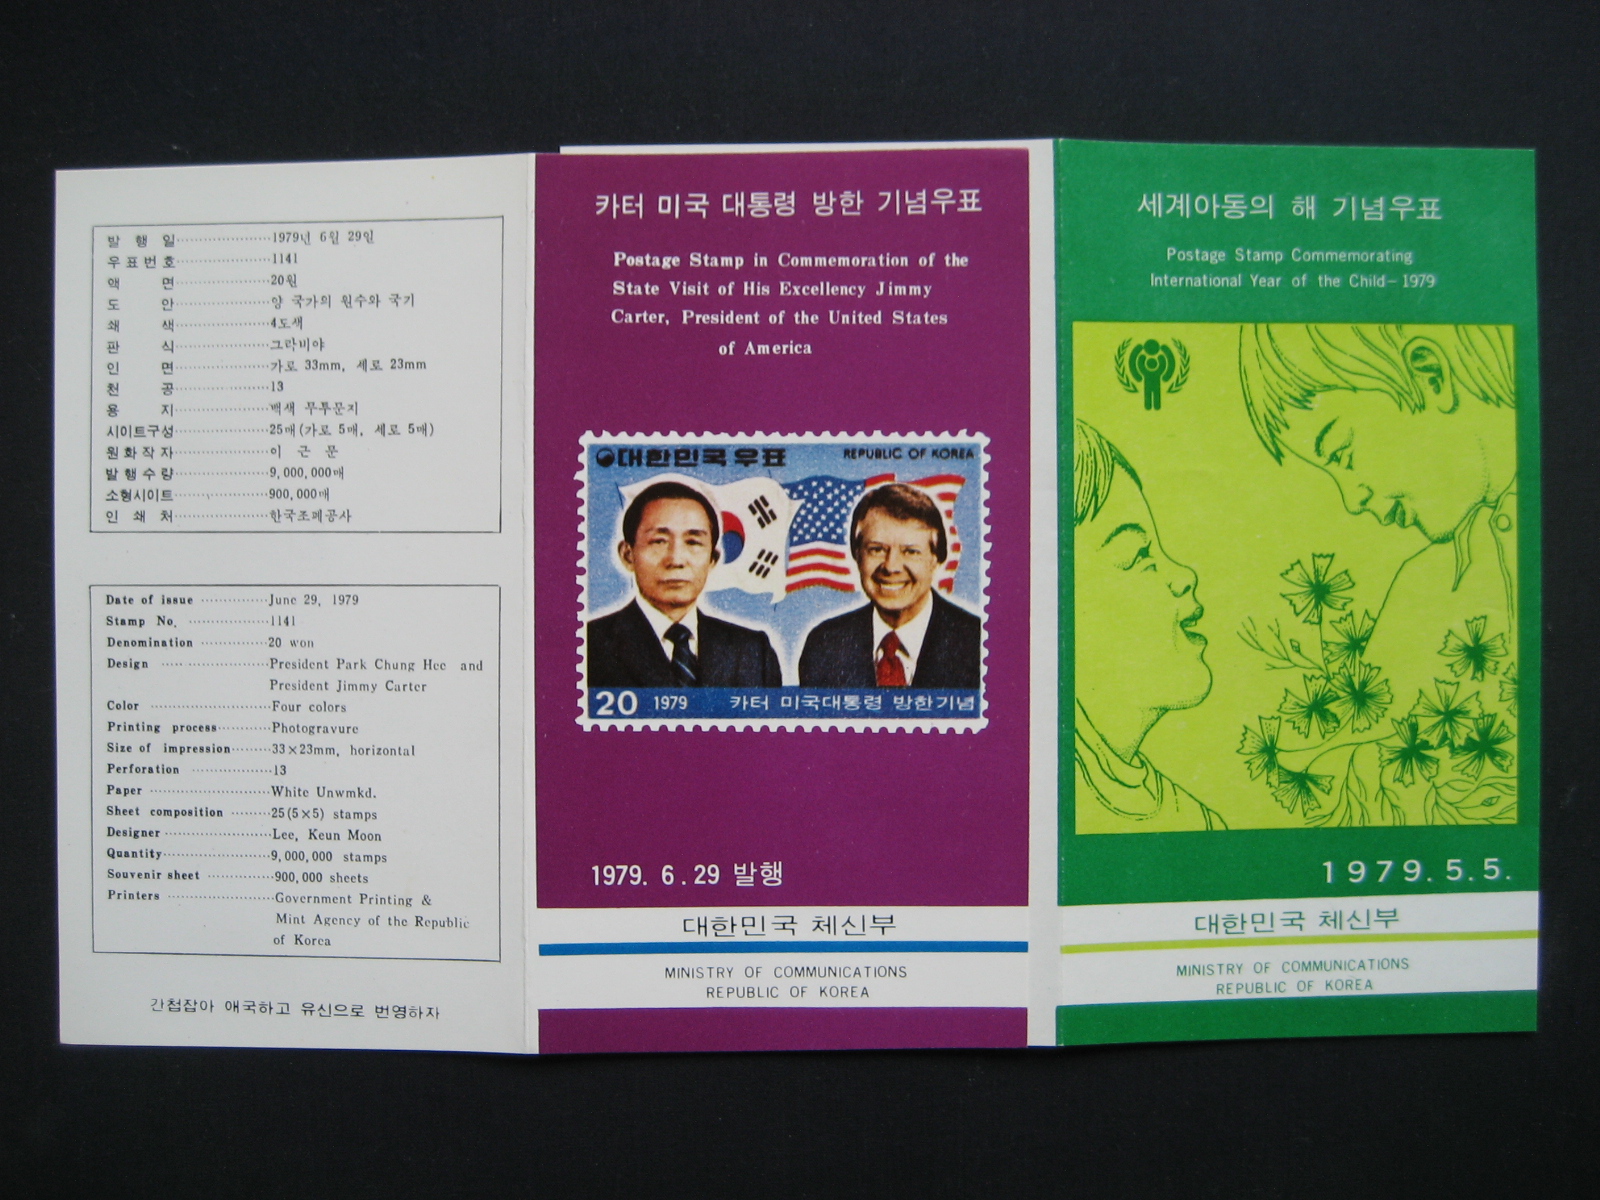 발 행 일 1979년 6월 29일
우표번호 1141
액 면 20원
도 안 양 국가의 원수와 국기
쇄 색 4도색
판 식 그라비야
인 면 가로 33mm, 세로 23mm
천 공 13
용 지 백색 무투문지
시이트구성 25매(가로 5매, 세로 5매)
원화작자 이 근 문
발행수량 9,000,000매
소형시이트 900,000매
인 쇄 처 한국조폐공사
Date of issue June 29, 1979
Stamp No. 1141
Denomination 20 won
Design President Park Chung Hee and
President Jimmy Carter
Color Four colors
Printing process Photogravure
Size of impression 33×23mm, horizontal
Perforation 13
Paper White Unwmkd.
Sheet composition 25(5×5) stamps
Designer Lee, Keun Moon
Quantity 9,000,000 stamps
Souvenir sheet 900,000 sheets
Printers Government Printing &
Mint Agency of the Republic
of Korea
간첩잡아 애국하고 유신으로 번영하자
카터 미국 대통령 방한 기념우표
Postage Stamp in Commemoration of the
State Visit of His Excellency Jimmy
Carter, President of the United States
of America
대한민국우표 REPUBLIC OF KOREA
20 1979 카터 미국대통령 방한기념
1979. 6.29 발행
대한민국 체신부
MINISTRY OF COMMUNICATIONS
REPUBLIC OF KOREA
세계아동의 해 기념우표
Postage Stamp Commemorating
International Year of the Child-1979
1979.5.5.
대한민국 체신부
MINISTRY OF COMMUNICATIONS
REPUBLIC OF KOREA